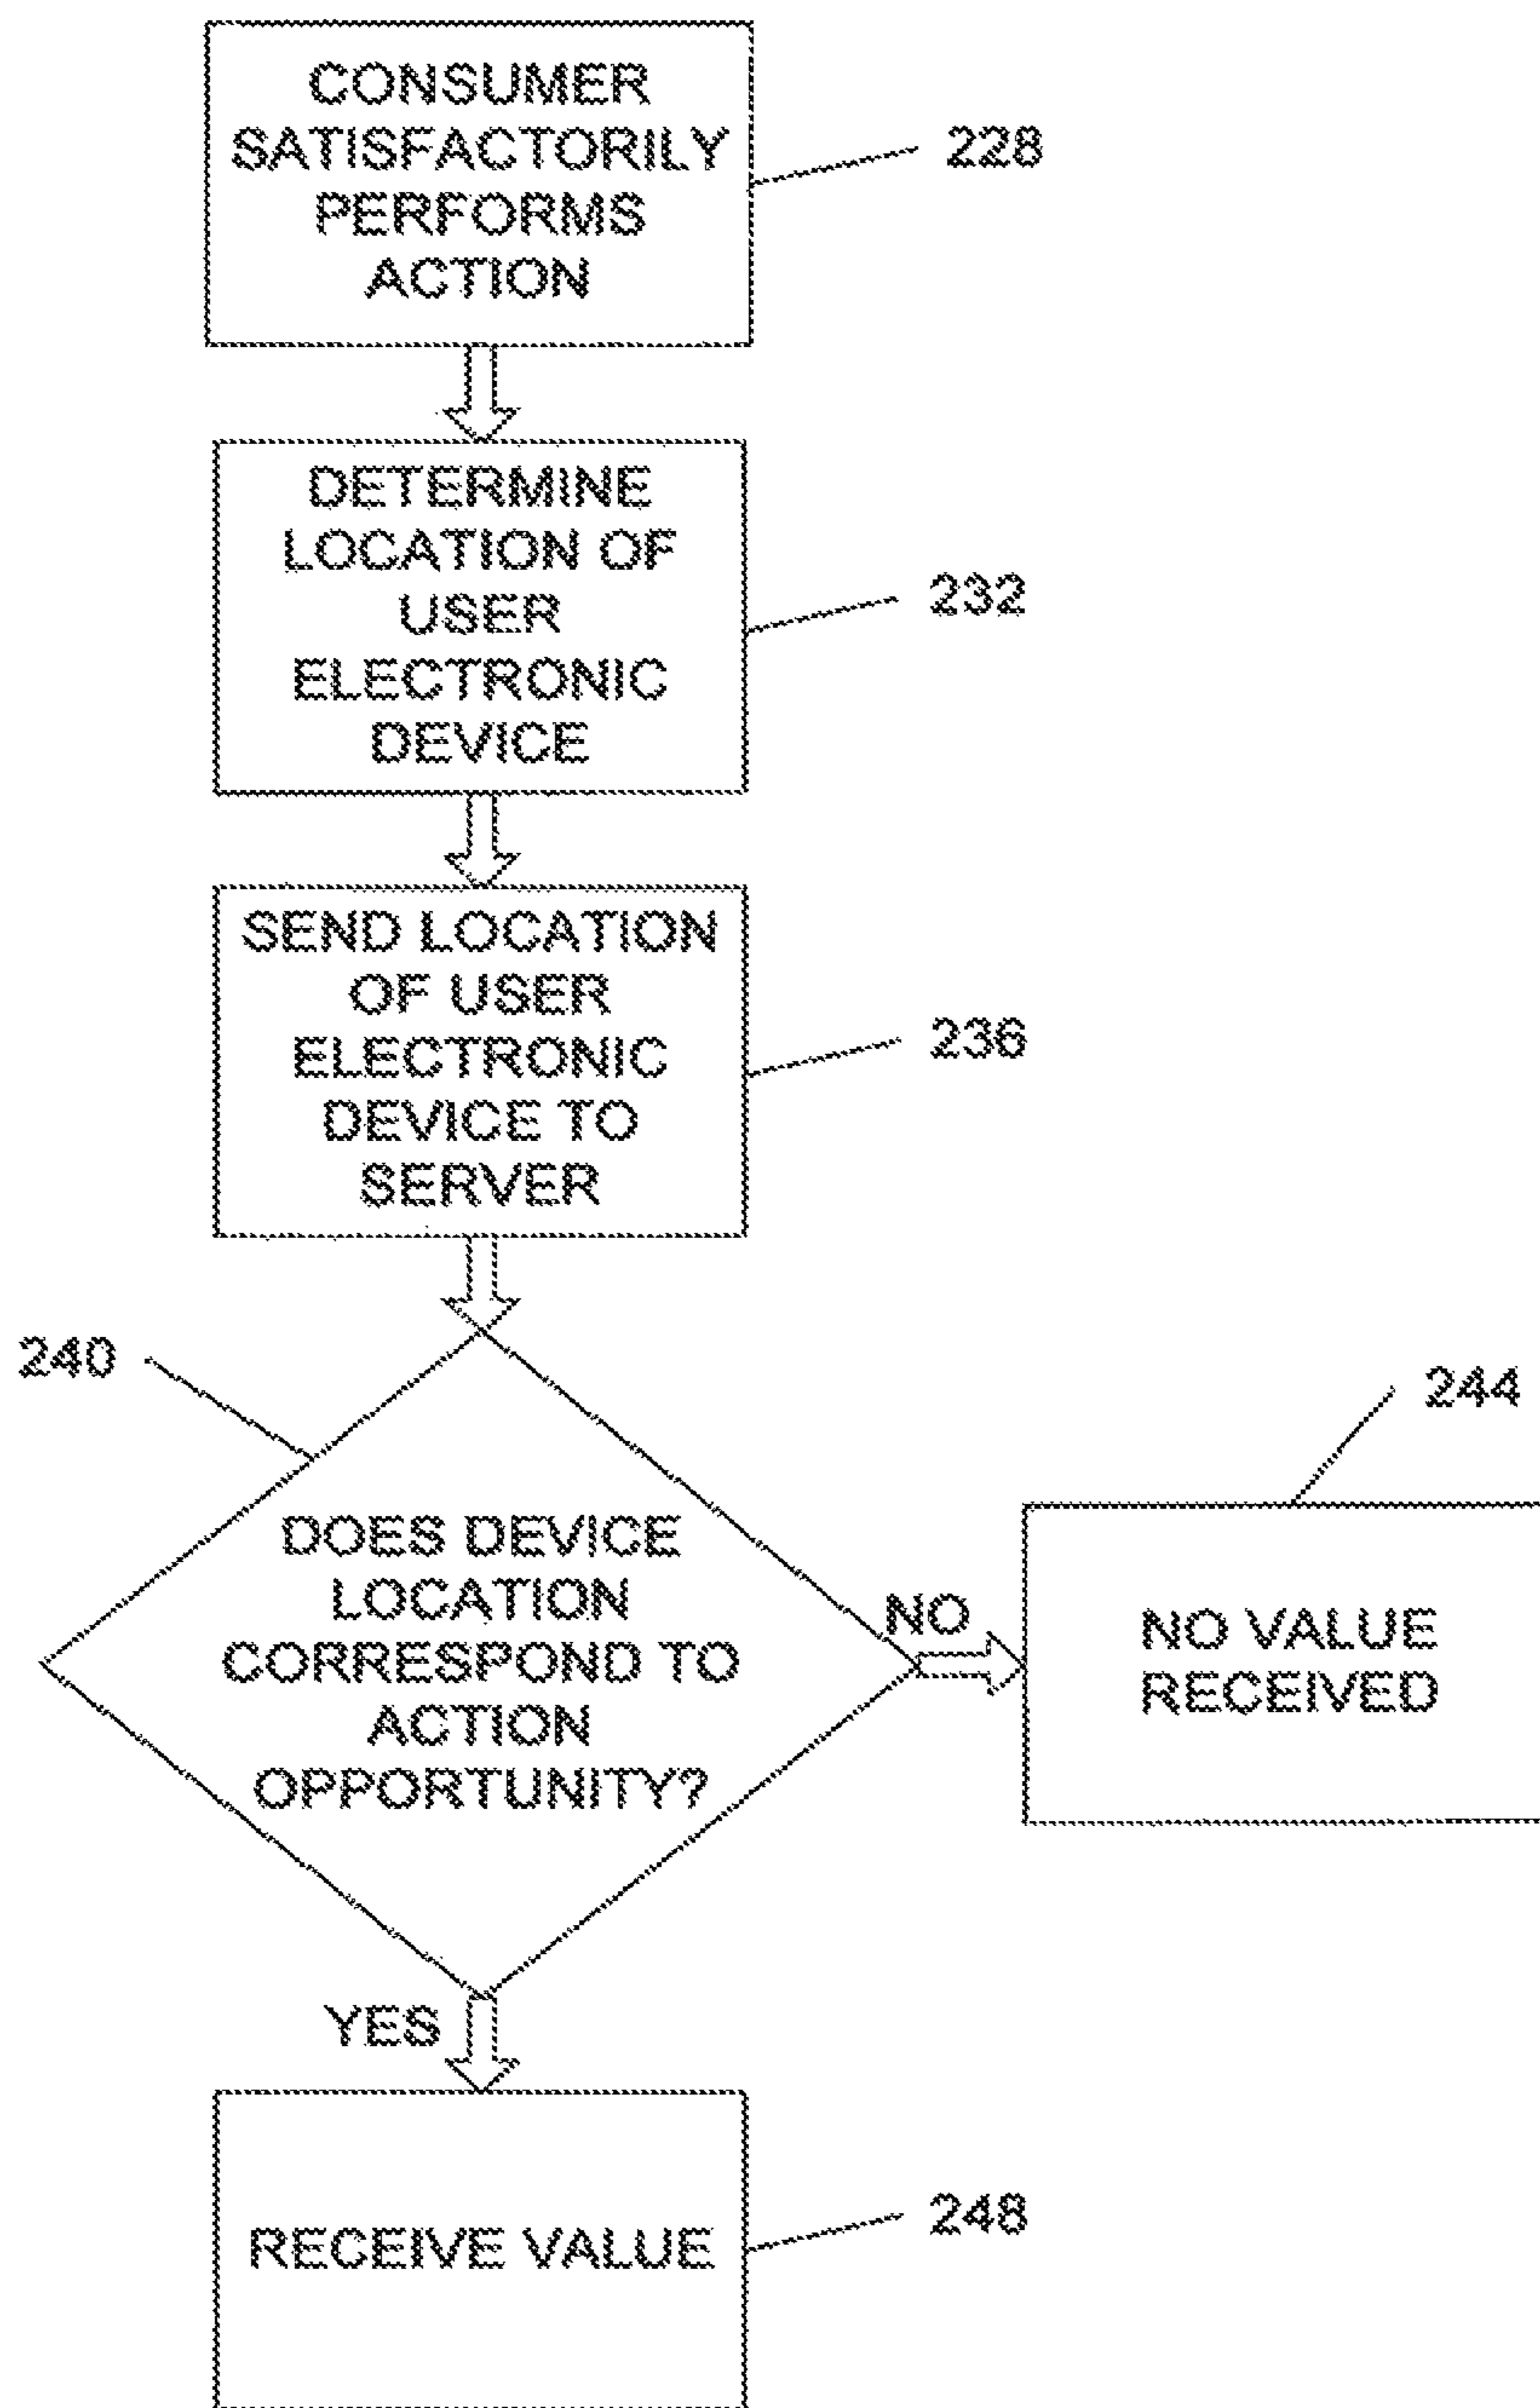 CONSUMER
SATISFACTORILY
PERFORMS
ACTION
228
DETERMINE
LOCATION OF
USER
ELECTRONIC
DEVICE
232
SEND LOCATION
OF USER
ELECTRONIC
DEVICE TO
SERVER
236
240
DOES DEVICE
LOCATION
CORRESPOND TO
ACTION
OPPORTUNITY?
NO
244
NO VALUE
RECEIVED
YES
RECEIVE VALUE
248